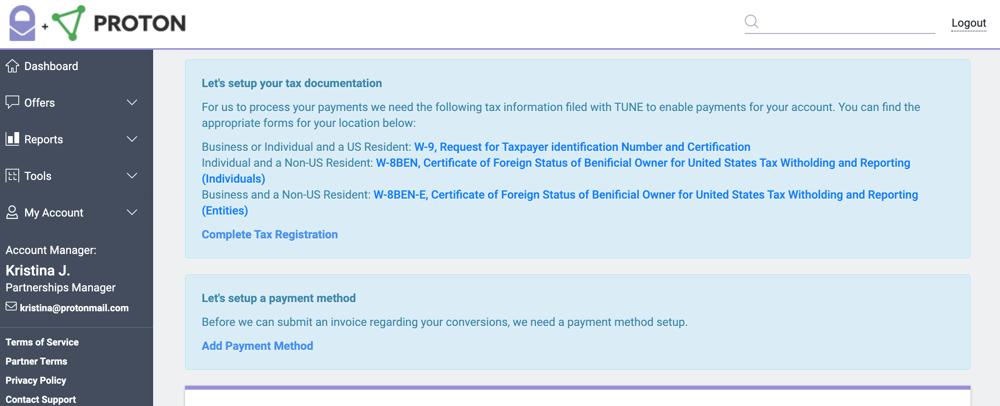 + PROTON
Logout
Dashboard
Offers
Reports
Tools
My Account
Account Manager:
Kristina J.
Partnerships Manager
kristina@protonmail.com
Terms of Service
Partner Terms
Privacy Policy
Contact Support
Let's setup your tax documentation
For us to process your payments we need the following tax information filed with TUNE to enable payments for your account. You can find the
appropriate forms for your location below:
Business or Individual and a US Resident: W-9, Request for Taxpayer identification Number and Certification
Individual and a Non-US Resident: W-8BEN, Certificate of Foreign Status of Benificial Owner for United States Tax Witholding and Reporting
(Individuals)
Business and a Non-US Resident: W-8BEN-E, Certificate of Foreign Status of Benificial Owner for United States Tax Witholding and Reporting
(Entities)
Complete Tax Registration
Let's setup a payment method
Before we can submit an invoice regarding your conversions, we need a payment method setup.
Add Payment Method